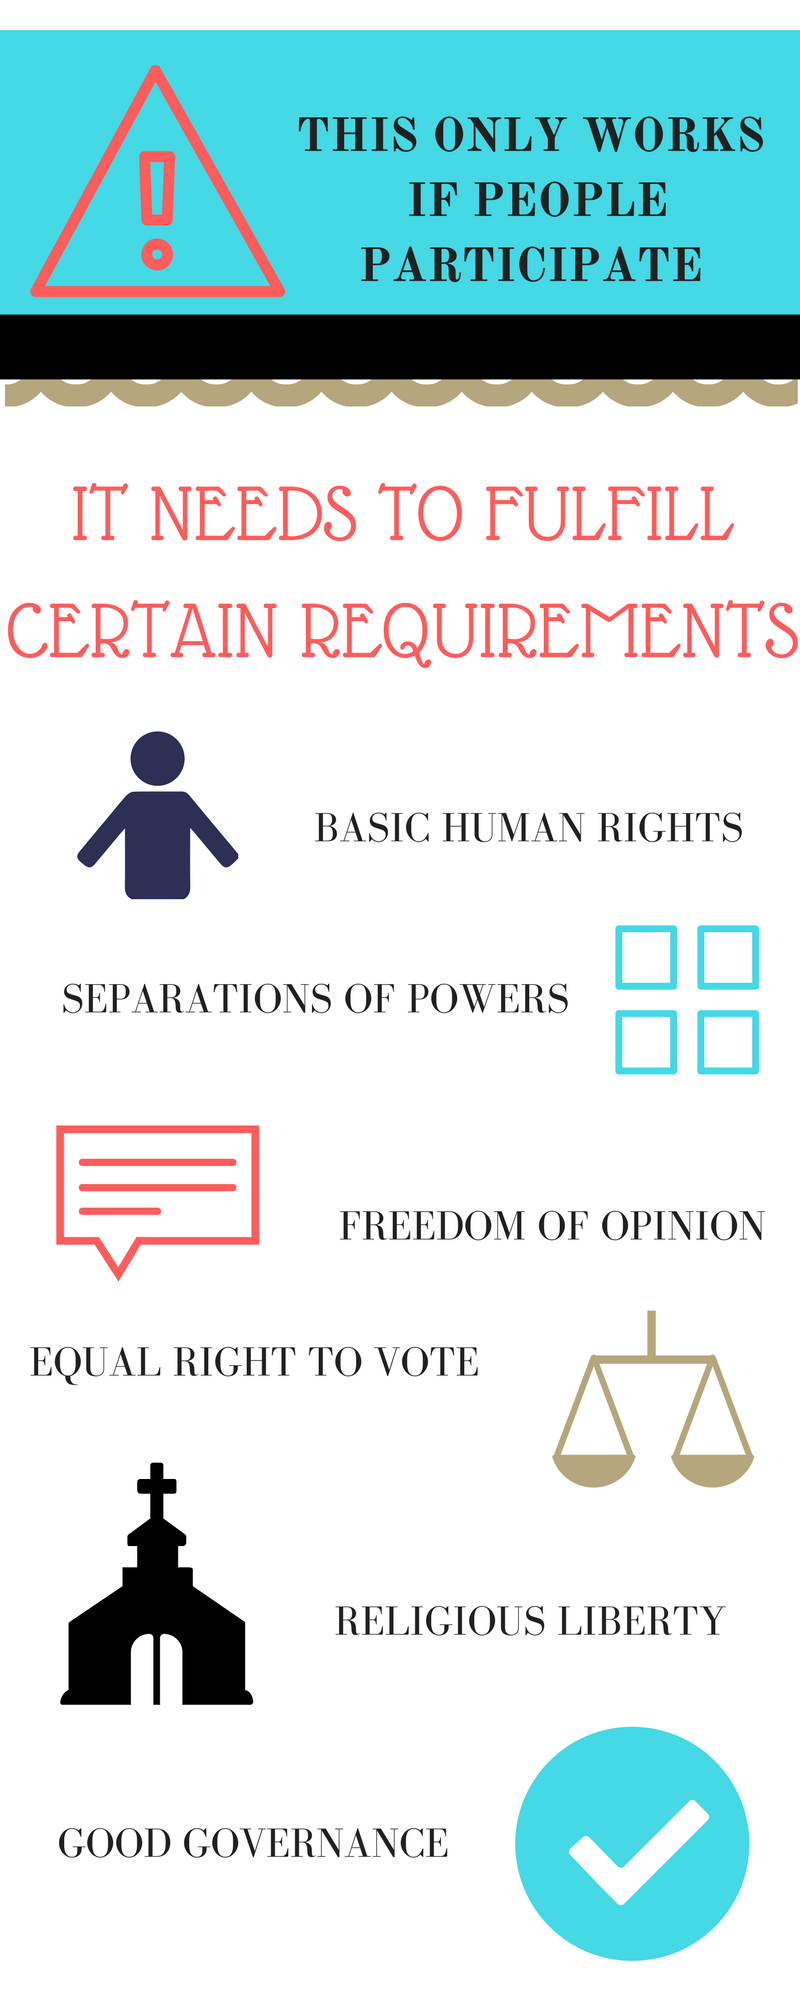 THIS ONLY WORKS
IF PEOPLE
PARTICIPATE
IT NEEDS TO FULFILL
CERTAIN REQUIREMENTS
BASIC HUMAN RIGHTS
SEPARATIONS OF POWERS
FREEDOM OF OPINION
EQUAL RIGHT TO VOTE
RELIGIOUS LIBERTY
GOOD GOVERNANCE